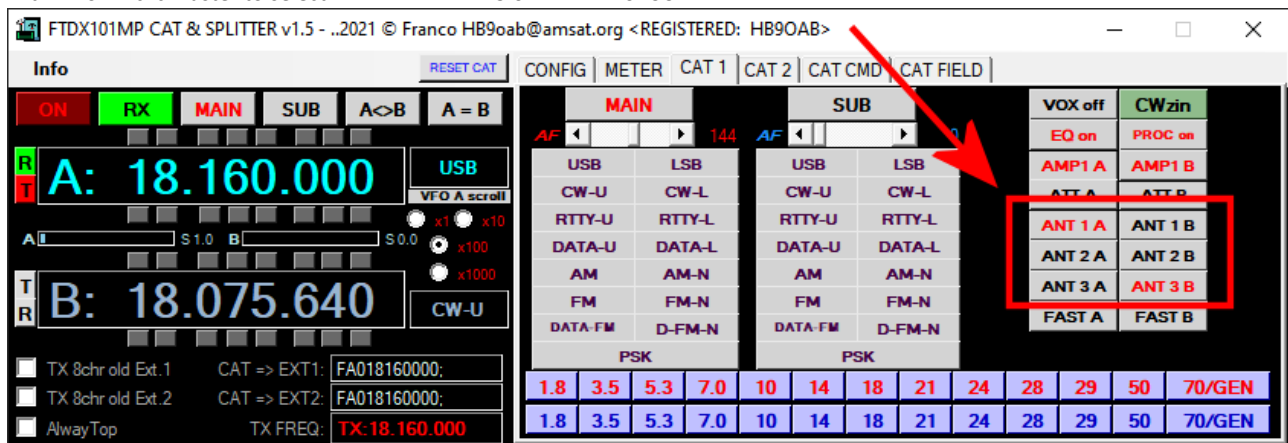 FTDX101MP CAT & SPLITTER v1.5 - ..2021 © Franco HB9oab@amsat.org <REGISTERED: HB9OAB>
Info
RESET CAT
CONFIG METER CAT 1 CAT 2 CAT CMD CAT FIELD
ON RX MAIN SUB A<>B A = B
R
T
A: 18.160.000
USB
VFO A scroll
x1 x10
x100
x1000
A S 1.0 B S 0.0
T
R
B: 18.075.640
CW-U
TX 8chr old Ext.1 CAT => EXT1: FA018160000;
TX 8chr old Ext.2 CAT => EXT2: FA018160000;
AlwayTop TX FREQ: TX:18.160.000
MAIN SUB
AF 144 AF 0
USB LSB USB LSB
CW-U CW-L CW-U CW-L
RTTY-U RTTY-L RTTY-U RTTY-L
DATA-U DATA-L DATA-U DATA-L
AM AM-N AM AM-N
FM FM-N FM FM-N
DATA-FM D-FM-N DATA-FM D-FM-N
PSK PSK
VOX off CWzin
EQ on PROC on
AMP1 A AMP1 B
ATT A ATT B
ANT 1 A ANT 1 B
ANT 2 A ANT 2 B
ANT 3 A ANT 3 B
FAST A FAST B
1.8 3.5 5.3 7.0 10 14 18 21 24 28 29 50 70/GEN
1.8 3.5 5.3 7.0 10 14 18 21 24 28 29 50 70/GEN